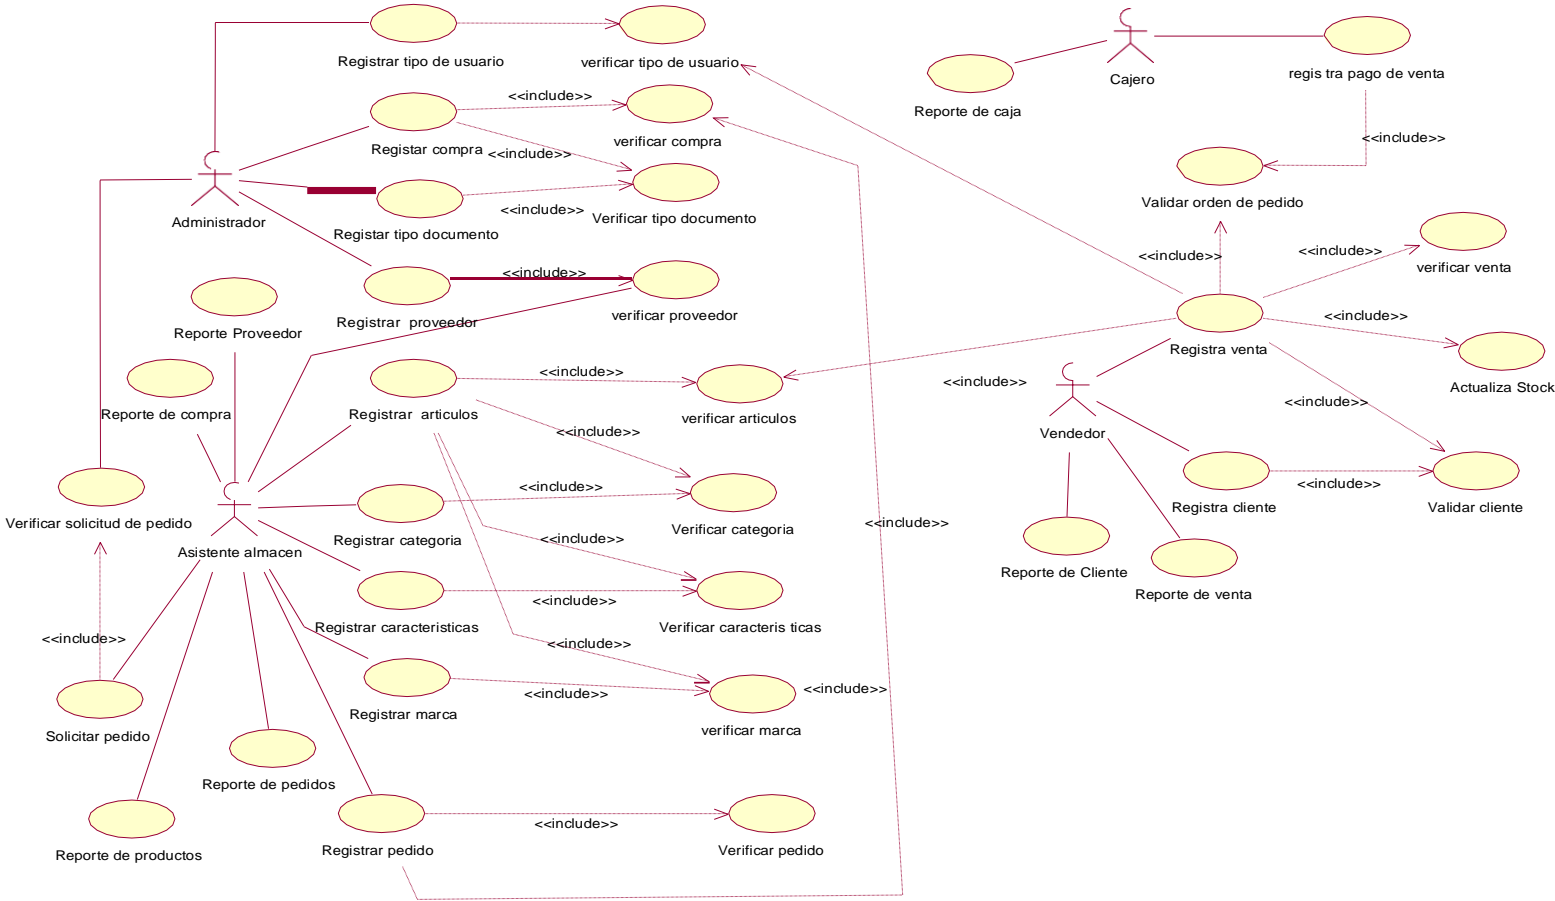 Registrar tipo de usuario
verificar tipo de usuario
Cajero
regis tra pago de venta
Reporte de caja
<<include>>
Registar compra
verificar compra
<<include>>
<<include>>
Validar orden de pedido
Administrador
Registar tipo documento
<<include>>
Verificar tipo documento
<<include>>
<<include>>
verificar venta
<<include>>
Reporte Proveedor
Registrar proveedor
verificar proveedor
<<include>>
Registra venta
Reporte de compra
Registrar articulos
<<include>>
verificar articulos
<<include>>
Actualiza Stock
<<include>>
Vendedor
<<include>>
Verificar solicitud de pedido
Asistente almacen
Registrar categoria
<<include>>
Verificar categoria
<<include>>
Registra cliente
<<include>>
Validar cliente
<<include>>
Reporte de Cliente
Reporte de venta
Registrar caracteristicas
<<include>>
Verificar caracteris ticas
<<include>>
<<include>>
Registrar marca
<<include>>
verificar marca
<<include>>
Solicitar pedido
Reporte de pedidos
Reporte de productos
Registrar pedido
<<include>>
Verificar pedido